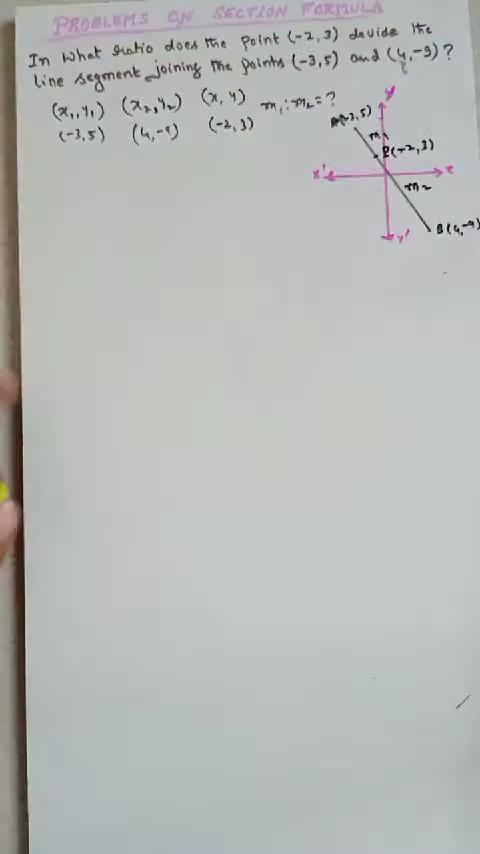 PROBLEMS ON SECTION FORMULA
In What ratio does the point (-2,3) devide the
line segment joining the points (-3,5) and (4,-9)?
(x₁,y₁) (x₂,y₂) (x,y) m₁:m₂=?
(-3,5) (4,-9) (-2,3)
y
A(-3,5)
m₁
P(-2,3)
x' x
m₂
B(4,-9)
y'